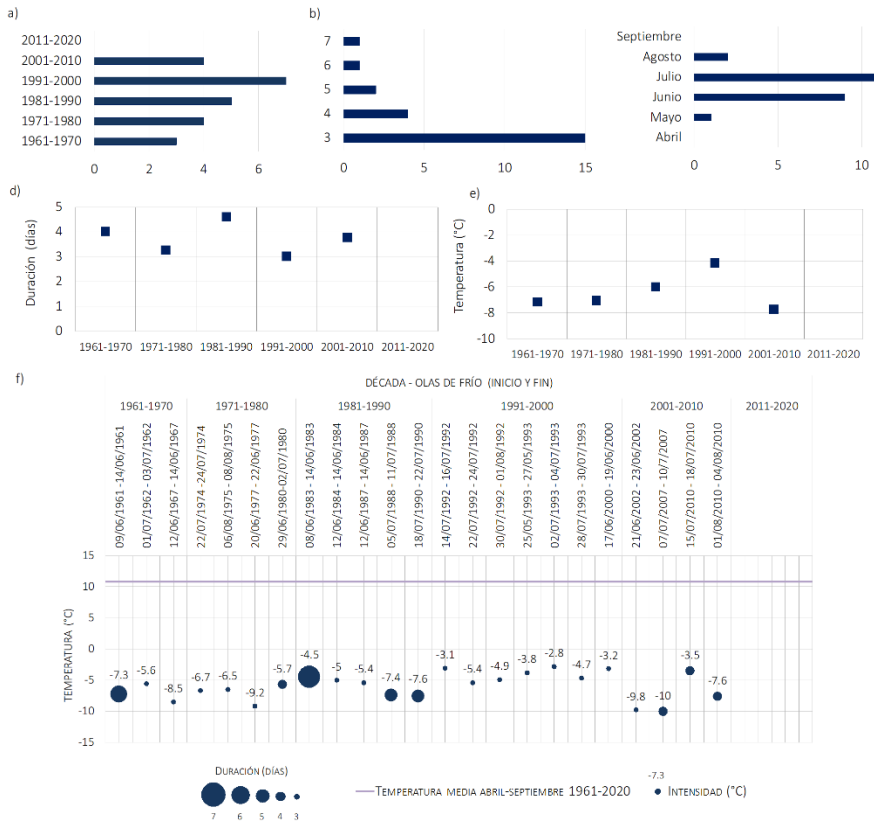 a)
2011-2020
2001-2010
1991-2000
1981-1990
1971-1980
1961-1970
0 2 4 6
b)
7
6
5
4
3
0 5 10 15
Septiembre
Agosto
Julio
Junio
Mayo
Abril
0 5 10
d)
Duración (días)
5
4
3
2
1
0
1961-1970 1971-1980 1981-1990 1991-2000 2001-2010 2011-2020
e)
Temperatura (°C)
0
-2
-4
-6
-8
-10
1961-1970 1971-1980 1981-1990 1991-2000 2001-2010 2011-2020
f)
DÉCADA - OLAS DE FRÍO (INICIO Y FIN)
1961-1970 1971-1980 1981-1990 1991-2000 2001-2010 2011-2020
09/06/1961 -14/06/1961
01/07/1962 - 03/07/1962
12/06/1967 - 14/06/1967
22/07/1974 -24/07/1974
06/08/1975 - 08/08/1975
20/06/1977 - 22/06/1977
29/06/1980-02/07/1980
08/06/1983 - 14/06/1983
12/06/1984 - 14/06/1984
12/06/1987 - 14/06/1987
05/07/1988 - 11/07/1988
18/07/1990 - 22/07/1990
14/07/1992 - 16/07/1992
22/07/1992 - 24/07/1992
30/07/1992 - 01/08/1992
25/05/1993 - 27/05/1993
02/07/1993 - 04/07/1993
28/07/1993 - 30/07/1993
17/06/2000 - 19/06/2000
21/06/2002 - 23/06/2002
07/07/2007 - 10/7/2007
15/07/2010 - 18/07/2010
01/08/2010 - 04/08/2010
TEMPERATURA (°C)
15
10
5
0
-5
-10
-15
-7.3 -5.6 -8.5 -6.7 -6.5 -9.2 -5.7 -4.5 -5 -5.4 -7.4 -7.6 -3.1 -5.4 -4.9 -3.8 -2.8 -4.7 -3.2 -9.8 -10 -3.5 -7.6
DURACIÓN (DÍAS)
7 6 5 4 3
TEMPERATURA MEDIA ABRIL-SEPTIEMBRE 1961-2020
-7.3
INTENSIDAD (°C)